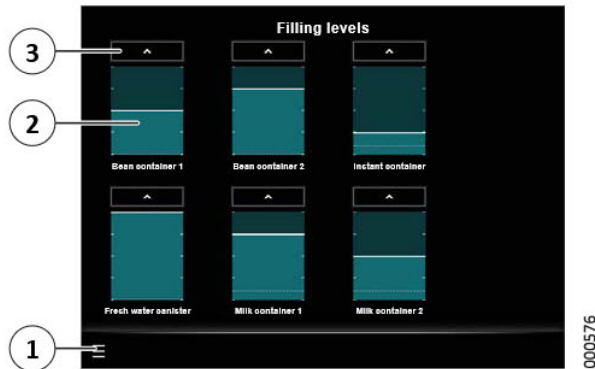 Filling levels
3
2
Bean container 1
Bean container 2
Instant container
Fresh water canister
Milk container 1
Milk container 2
1
000576